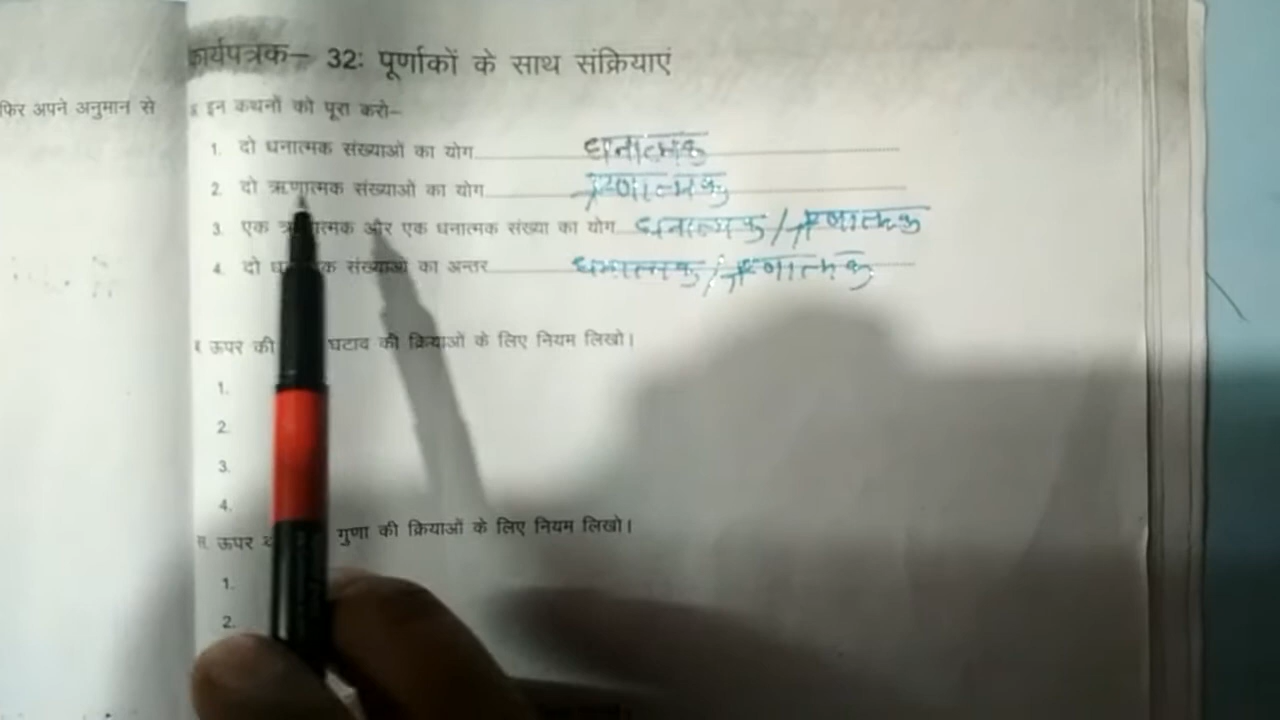 कार्यपत्रक– 32: पूर्णाकों के साथ संक्रियाएं
फिर अपने अनुमान से
इन कथनों को पूरा करो–
1. दो धनात्मक संख्याओं का योग धनात्मक
2. दो ऋणात्मक संख्याओं का योग ऋणात्मक
3. एक और एक धनात्मक संख्या का योग धनात्मक/ऋणात्मक
4. दो संख्याओं का अन्तर धनात्मक/ऋणात्मक
ऊपर की घटाव की क्रियाओं के लिए नियम लिखो।
1.
2.
3.
4.
स. ऊपर गुणा की क्रियाओं के लिए नियम लिखो।
1.
2.